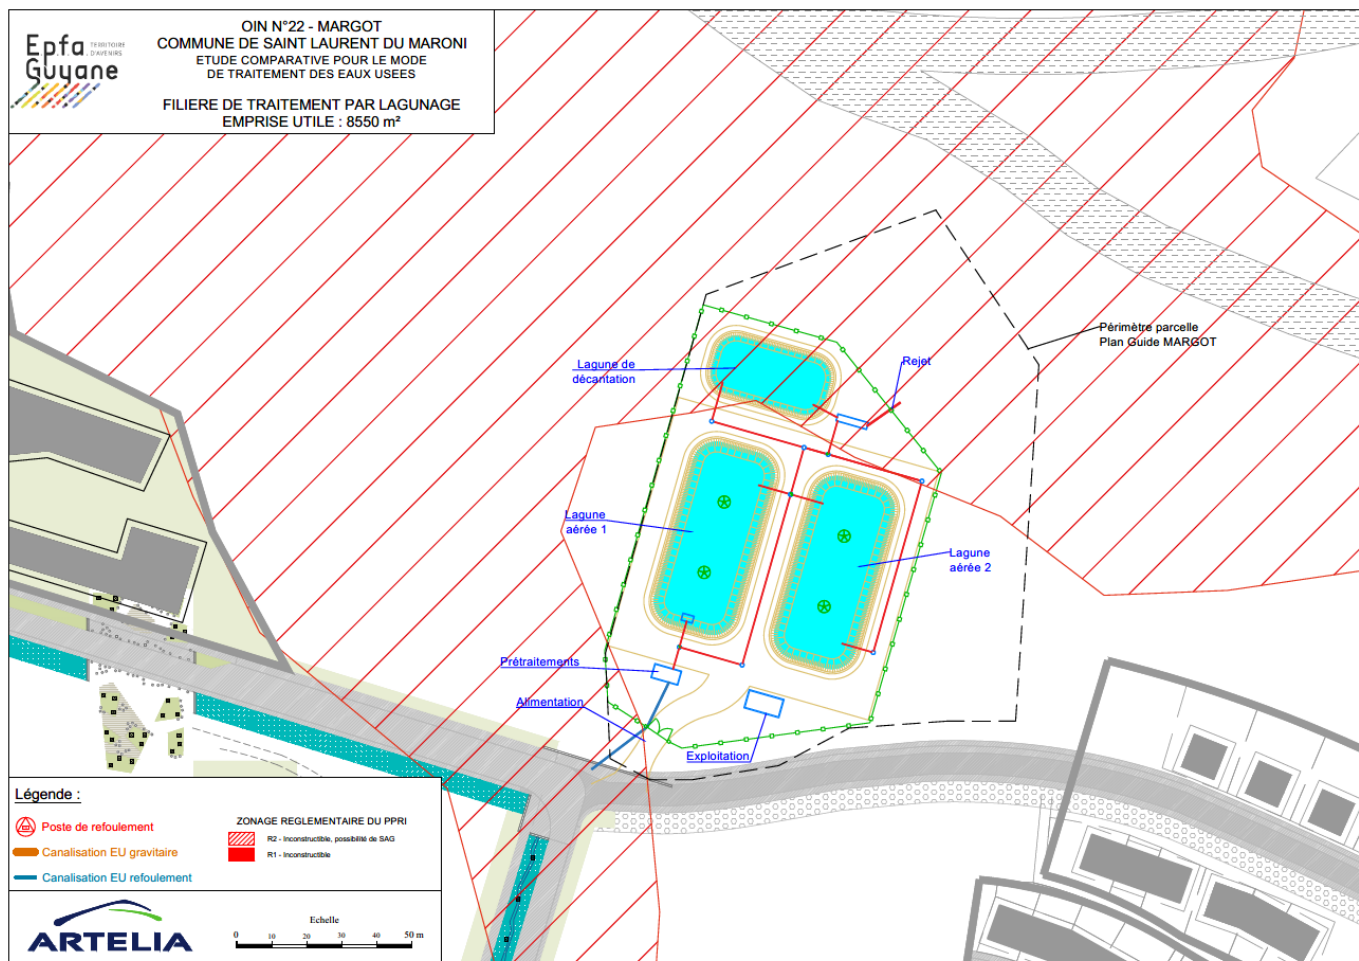 Epfa
Guyane
TERRITOIRE
D'AVENIRS
OIN N°22 - MARGOT
COMMUNE DE SAINT LAURENT DU MARONI
ETUDE COMPARATIVE POUR LE MODE
DE TRAITEMENT DES EAUX USEES
FILIERE DE TRAITEMENT PAR LAGUNAGE
EMPRISE UTILE : 8550 m²
Périmètre parcelle
Plan Guide MARGOT
Lagune de
décantation
Rejet
Lagune
aérée 1
Lagune
aérée 2
Prétraitements
Alimentation
Exploitation
Légende :
Poste de refoulement
Canalisation EU gravitaire
Canalisation EU refoulement
ZONAGE REGLEMENTAIRE DU PPRI
R2 - Inconstructible, possibilité de SAG
R1 - Inconstructible
ARTELIA
Echelle
0 10 20 30 40 50 m